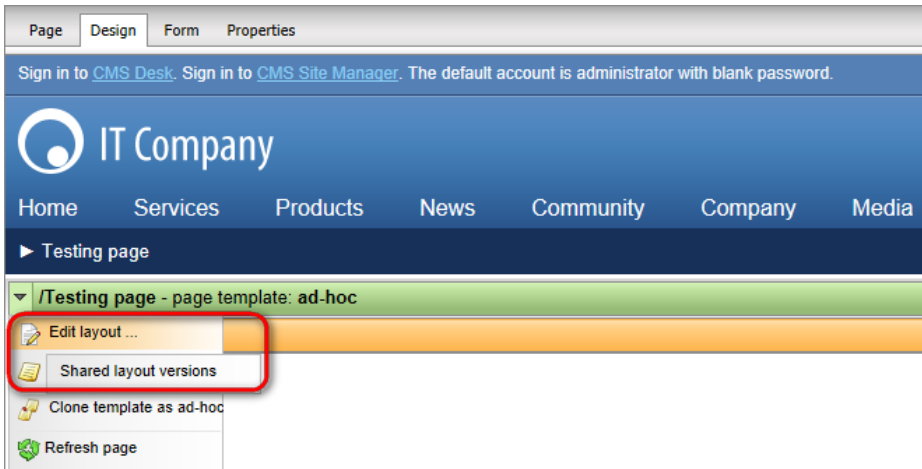 Page Design Form Properties
Sign in to CMS Desk. Sign in to CMS Site Manager. The default account is administrator with blank password.
IT Company
Home Services Products News Community Company Media
► Testing page
/Testing page - page template: ad-hoc
Edit layout ...
Shared layout versions
Clone template as ad-hoc
Refresh page